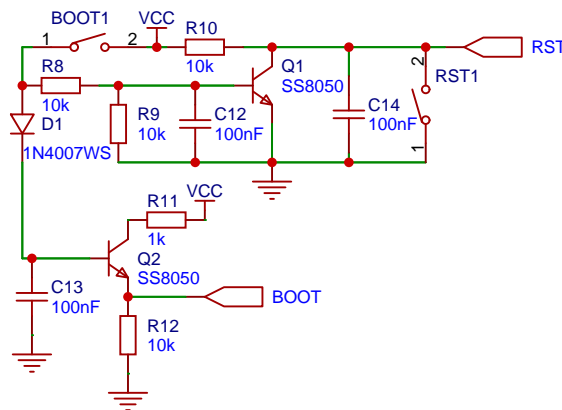 BOOT1
VCC
R10
1
2
10k
RST
R8
10k
Q1
SS8050
2
RST1
1
D1
1N4007WS
R9
10k
C12
100nF
C14
100nF
VCC
R11
1k
Q2
SS8050
C13
100nF
BOOT
R12
10k